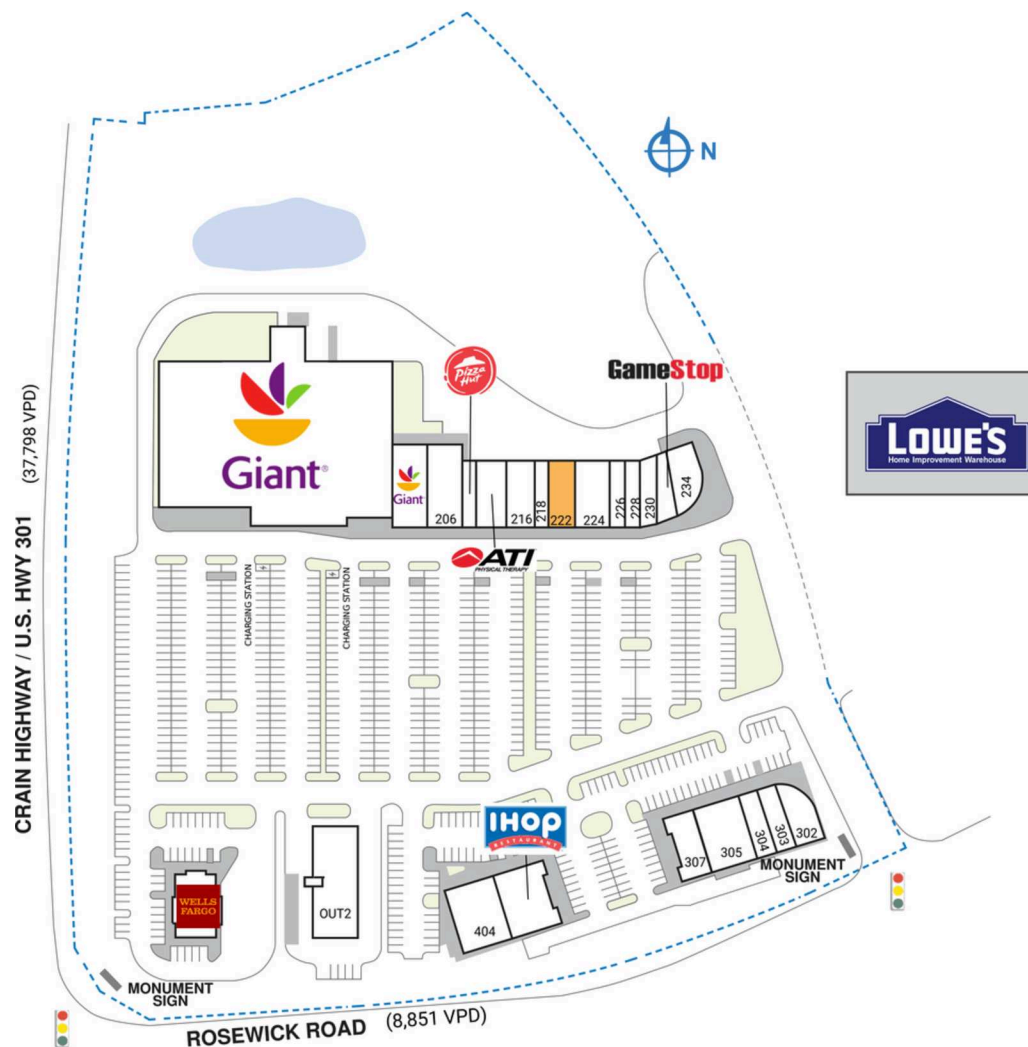 N
Pizza
Hut
GameStop
LOWE'S
Home Improvement Warehouse
Giant®
Giant
206
216
218
222
224
226
228
230
234
ATI
PHYSICAL THERAPY
CRAIN HIGHWAY / U.S. HWY 301 (37,798 VPD)
CHARGING STATION
CHARGING STATION
IHOP
RESTAURANT
307
305
304
303
302
MONUMENT
SIGN
WELLS
FARGO
OUT2
404
MONUMENT
SIGN
ROSEWICK ROAD (8,851 VPD)